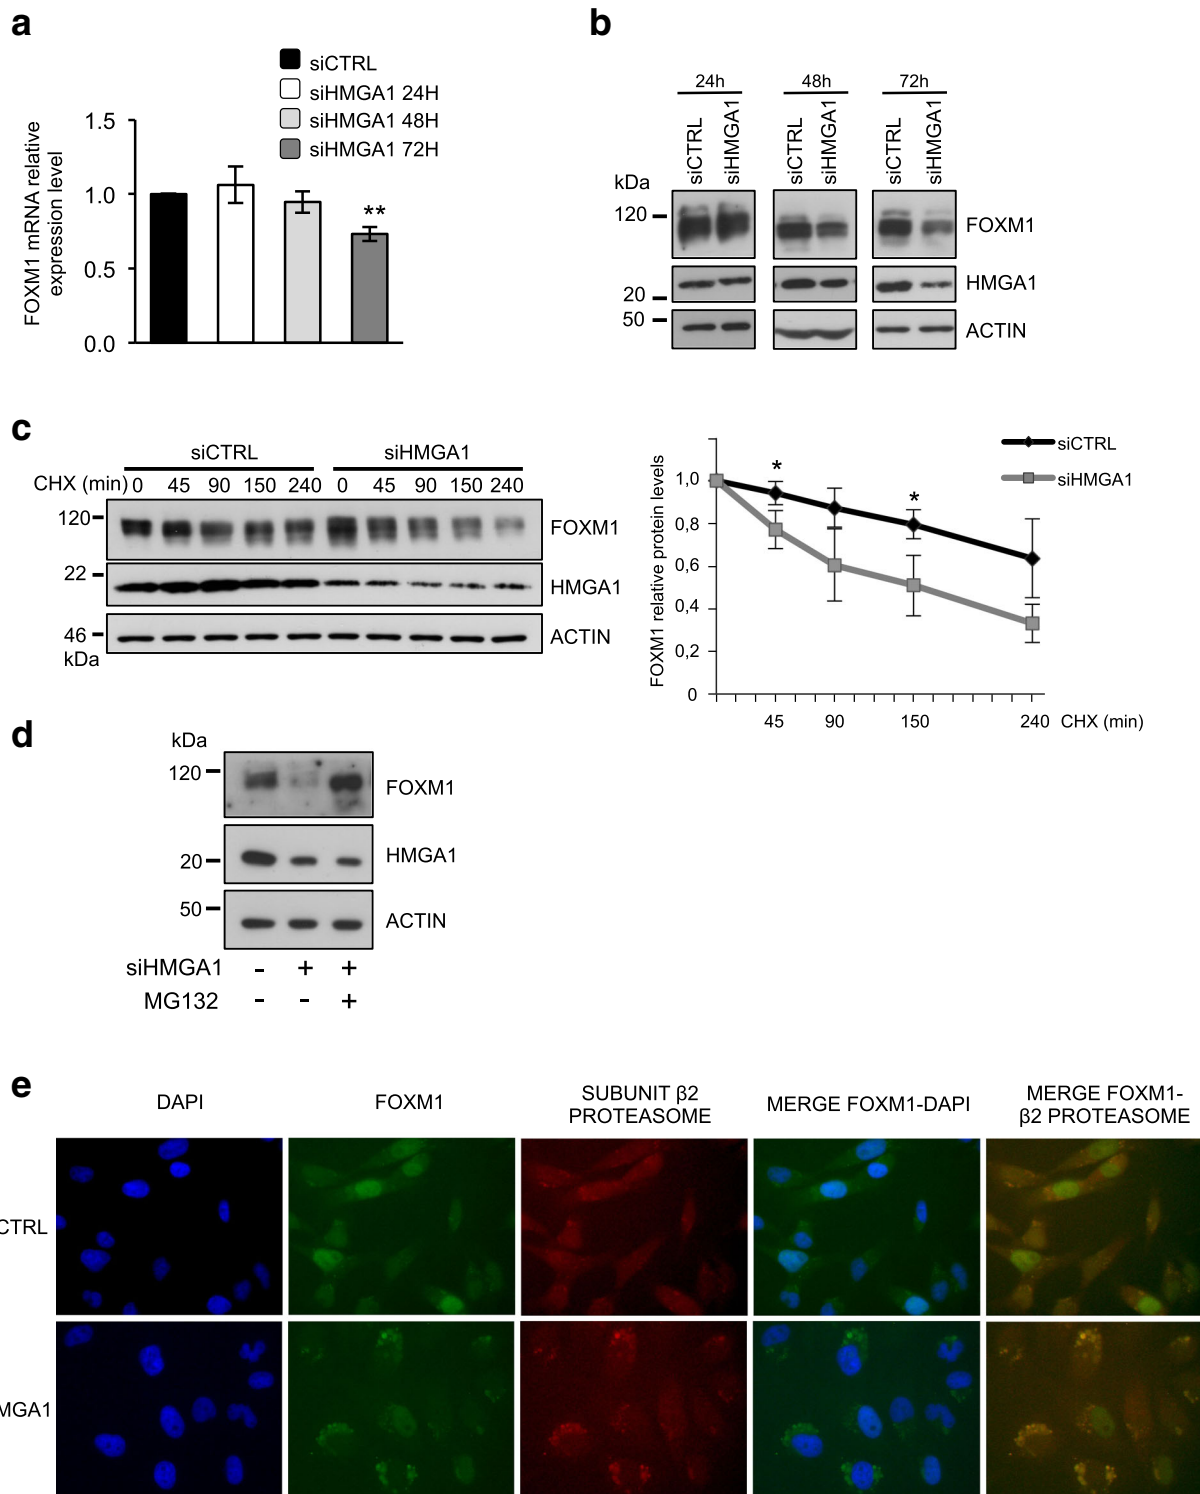 a
siCTRL
siHMGA1 24H
siHMGA1 48H
siHMGA1 72H
FOXM1 mRNA relative
expression level
1.5
1.0
0.5
0.0
**
b
24h
48h
72h
siCTRL
siHMGA1
siCTRL
siHMGA1
siCTRL
siHMGA1
kDa
120
FOXM1
20
HMGA1
50
ACTIN
c
siCTRL
siHMGA1
CHX (min) 0 45 90 150 240 0 45 90 150 240
120
FOXM1
22
HMGA1
46
ACTIN
kDa
siCTRL
siHMGA1
FOXM1 relative protein levels
1,0
0,8
0,6
0,4
0,2
0
*
*
45 90 150 240 CHX (min)
d
kDa
120
FOXM1
20
HMGA1
50
ACTIN
siHMGA1 - + +
MG132 - - +
e
DAPI
FOXM1
SUBUNIT β2
PROTEASOME
MERGE FOXM1-DAPI
MERGE FOXM1-
β2 PROTEASOME
CTRL
MGA1